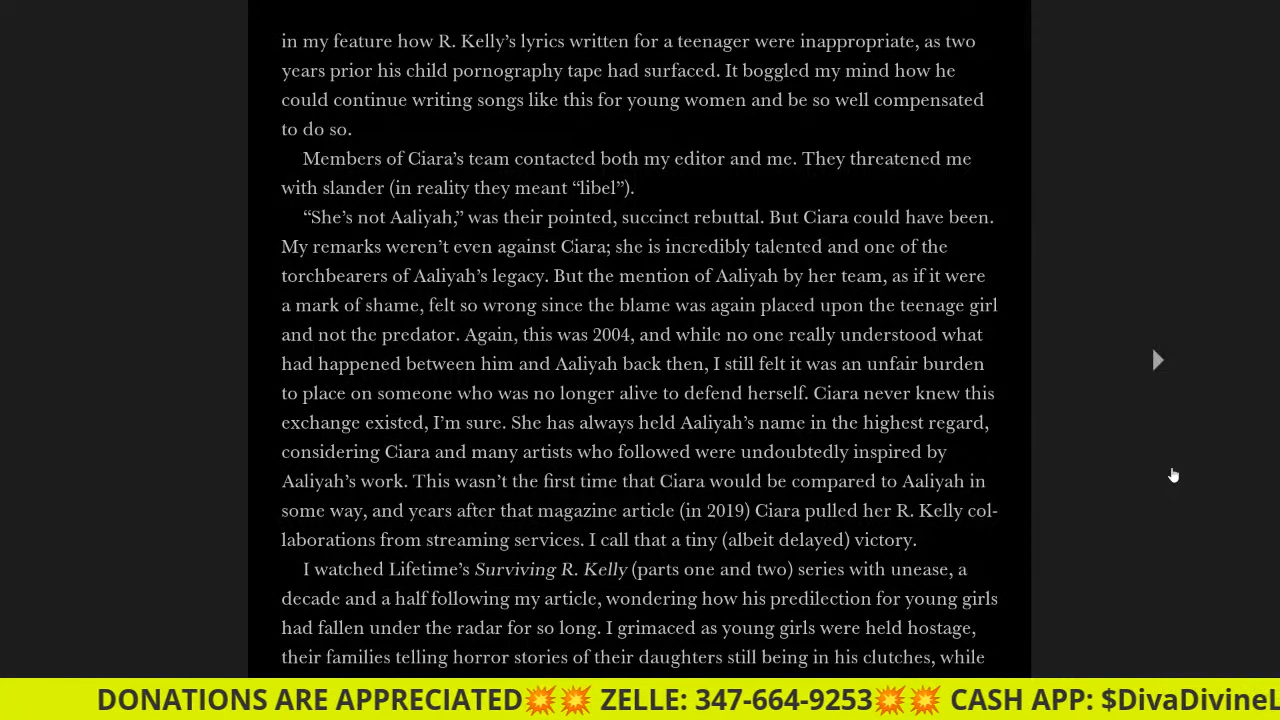 in my feature how R. Kelly’s lyrics written for a teenager were inappropriate, as two
years prior his child pornography tape had surfaced. It boggled my mind how he
could continue writing songs like this for young women and be so well compensated
to do so.
Members of Ciara’s team contacted both my editor and me. They threatened me
with slander (in reality they meant “libel”).
“She’s not Aaliyah,” was their pointed, succinct rebuttal. But Ciara could have been.
My remarks weren’t even against Ciara; she is incredibly talented and one of the
torchbearers of Aaliyah’s legacy. But the mention of Aaliyah by her team, as if it were
a mark of shame, felt so wrong since the blame was again placed upon the teenage girl
and not the predator. Again, this was 2004, and while no one really understood what
had happened between him and Aaliyah back then, I still felt it was an unfair burden
to place on someone who was no longer alive to defend herself. Ciara never knew this
exchange existed, I’m sure. She has always held Aaliyah’s name in the highest regard,
considering Ciara and many artists who followed were undoubtedly inspired by
Aaliyah’s work. This wasn’t the first time that Ciara would be compared to Aaliyah in
some way, and years after that magazine article (in 2019) Ciara pulled her R. Kelly col-
laborations from streaming services. I call that a tiny (albeit delayed) victory.
I watched Lifetime’s Surviving R. Kelly (parts one and two) series with unease, a
decade and a half following my article, wondering how his predilection for young girls
had fallen under the radar for so long. I grimaced as young girls were held hostage,
their families telling horror stories of their daughters still being in his clutches, while
DONATIONS ARE APPRECIATED💥💥 ZELLE: 347-664-9253💥💥 CASH APP: $DivaDivineL